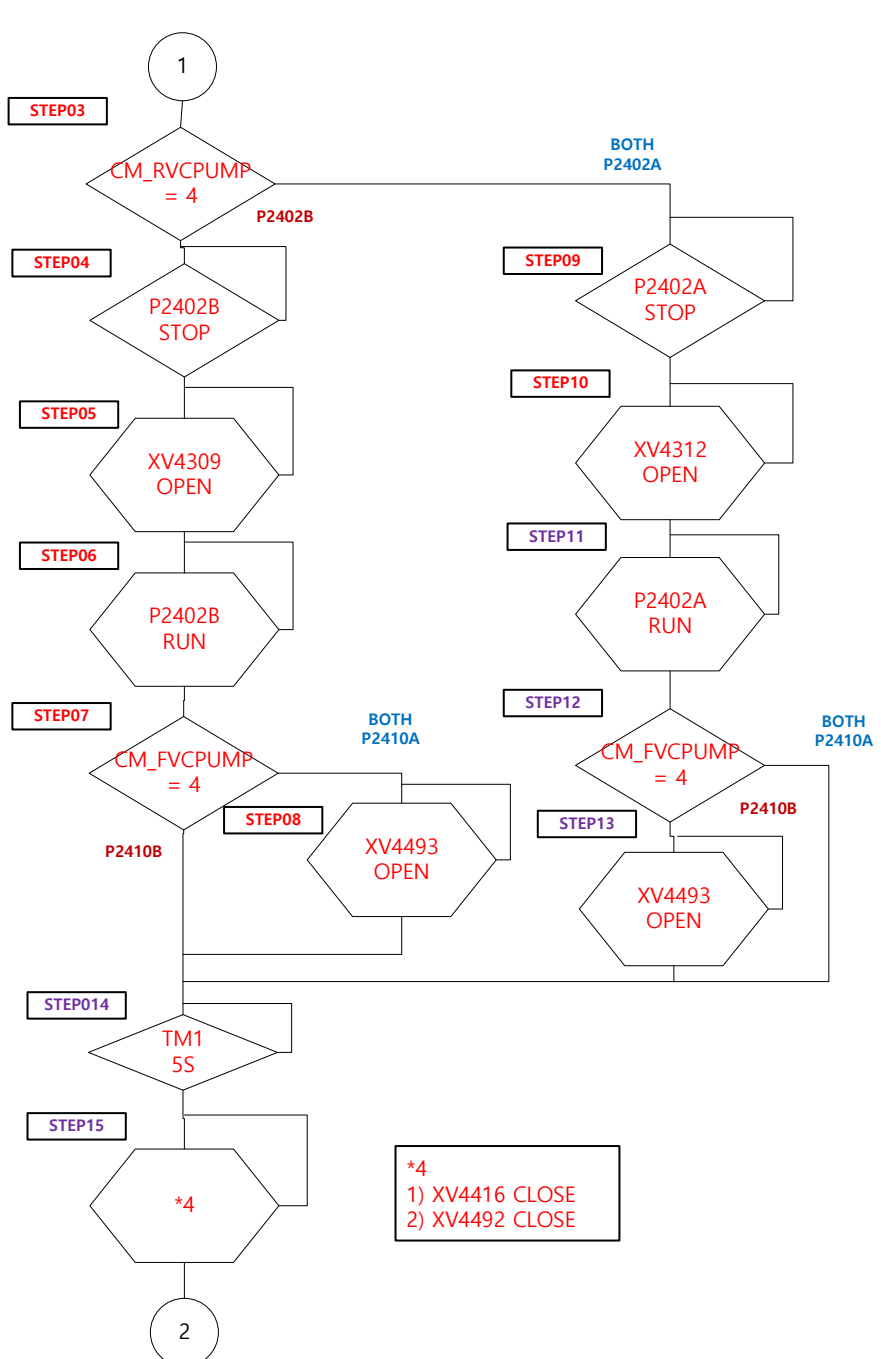 1
STEP03
CM_RVCPUMP
= 4
BOTH
P2402A
P2402B
STEP04
P2402B
STOP
STEP09
P2402A
STOP
STEP05
XV4309
OPEN
STEP10
XV4312
OPEN
STEP06
P2402B
RUN
STEP11
P2402A
RUN
STEP07
CM_FVCPUMP
= 4
BOTH
P2410A
P2410B
STEP08
XV4493
OPEN
STEP12
CM_FVCPUMP
= 4
BOTH
P2410A
P2410B
STEP13
XV4493
OPEN
STEP014
TM1
5S
STEP15
*4
*4
1) XV4416 CLOSE
2) XV4492 CLOSE
2